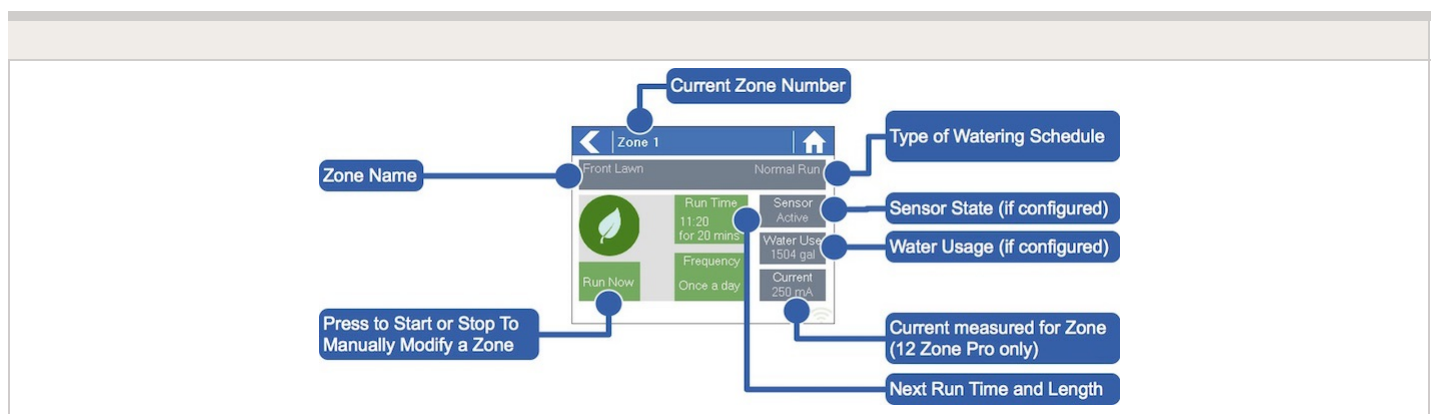 Current Zone Number
Zone 1
Type of Watering Schedule
Zone Name
Front Lawn
Normal Run
Run Time
11:20
for 20 mins
Sensor
Active
Sensor State (if configured)
Water Use
1504 gal
Water Usage (if configured)
Frequency
Once a day
Run Now
Current
250 mA
Press to Start or Stop To
Manually Modify a Zone
Current measured for Zone
(12 Zone Pro only)
Next Run Time and Length